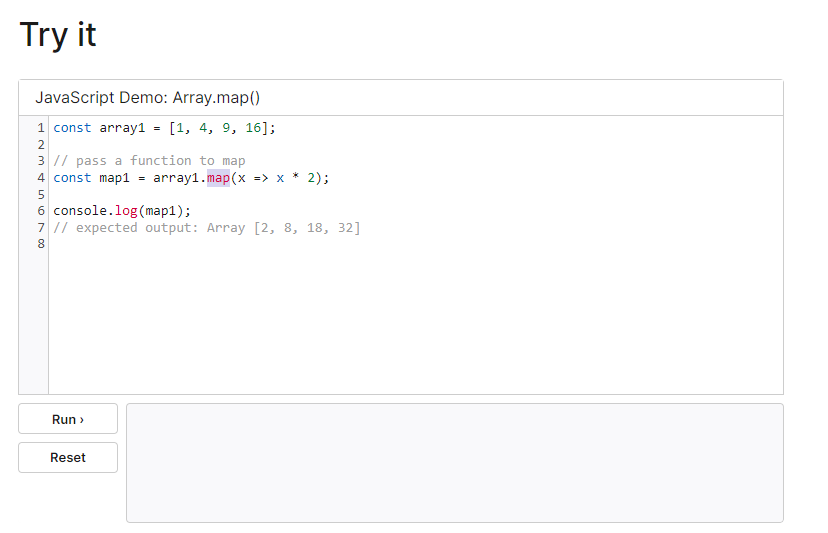 Try it
JavaScript Demo: Array.map()
1 const array1 = [1, 4, 9, 16];
2
3 // pass a function to map
4 const map1 = array1.map(x => x * 2);
5
6 console.log(map1);
7 // expected output: Array [2, 8, 18, 32]
8
Run ›
Reset